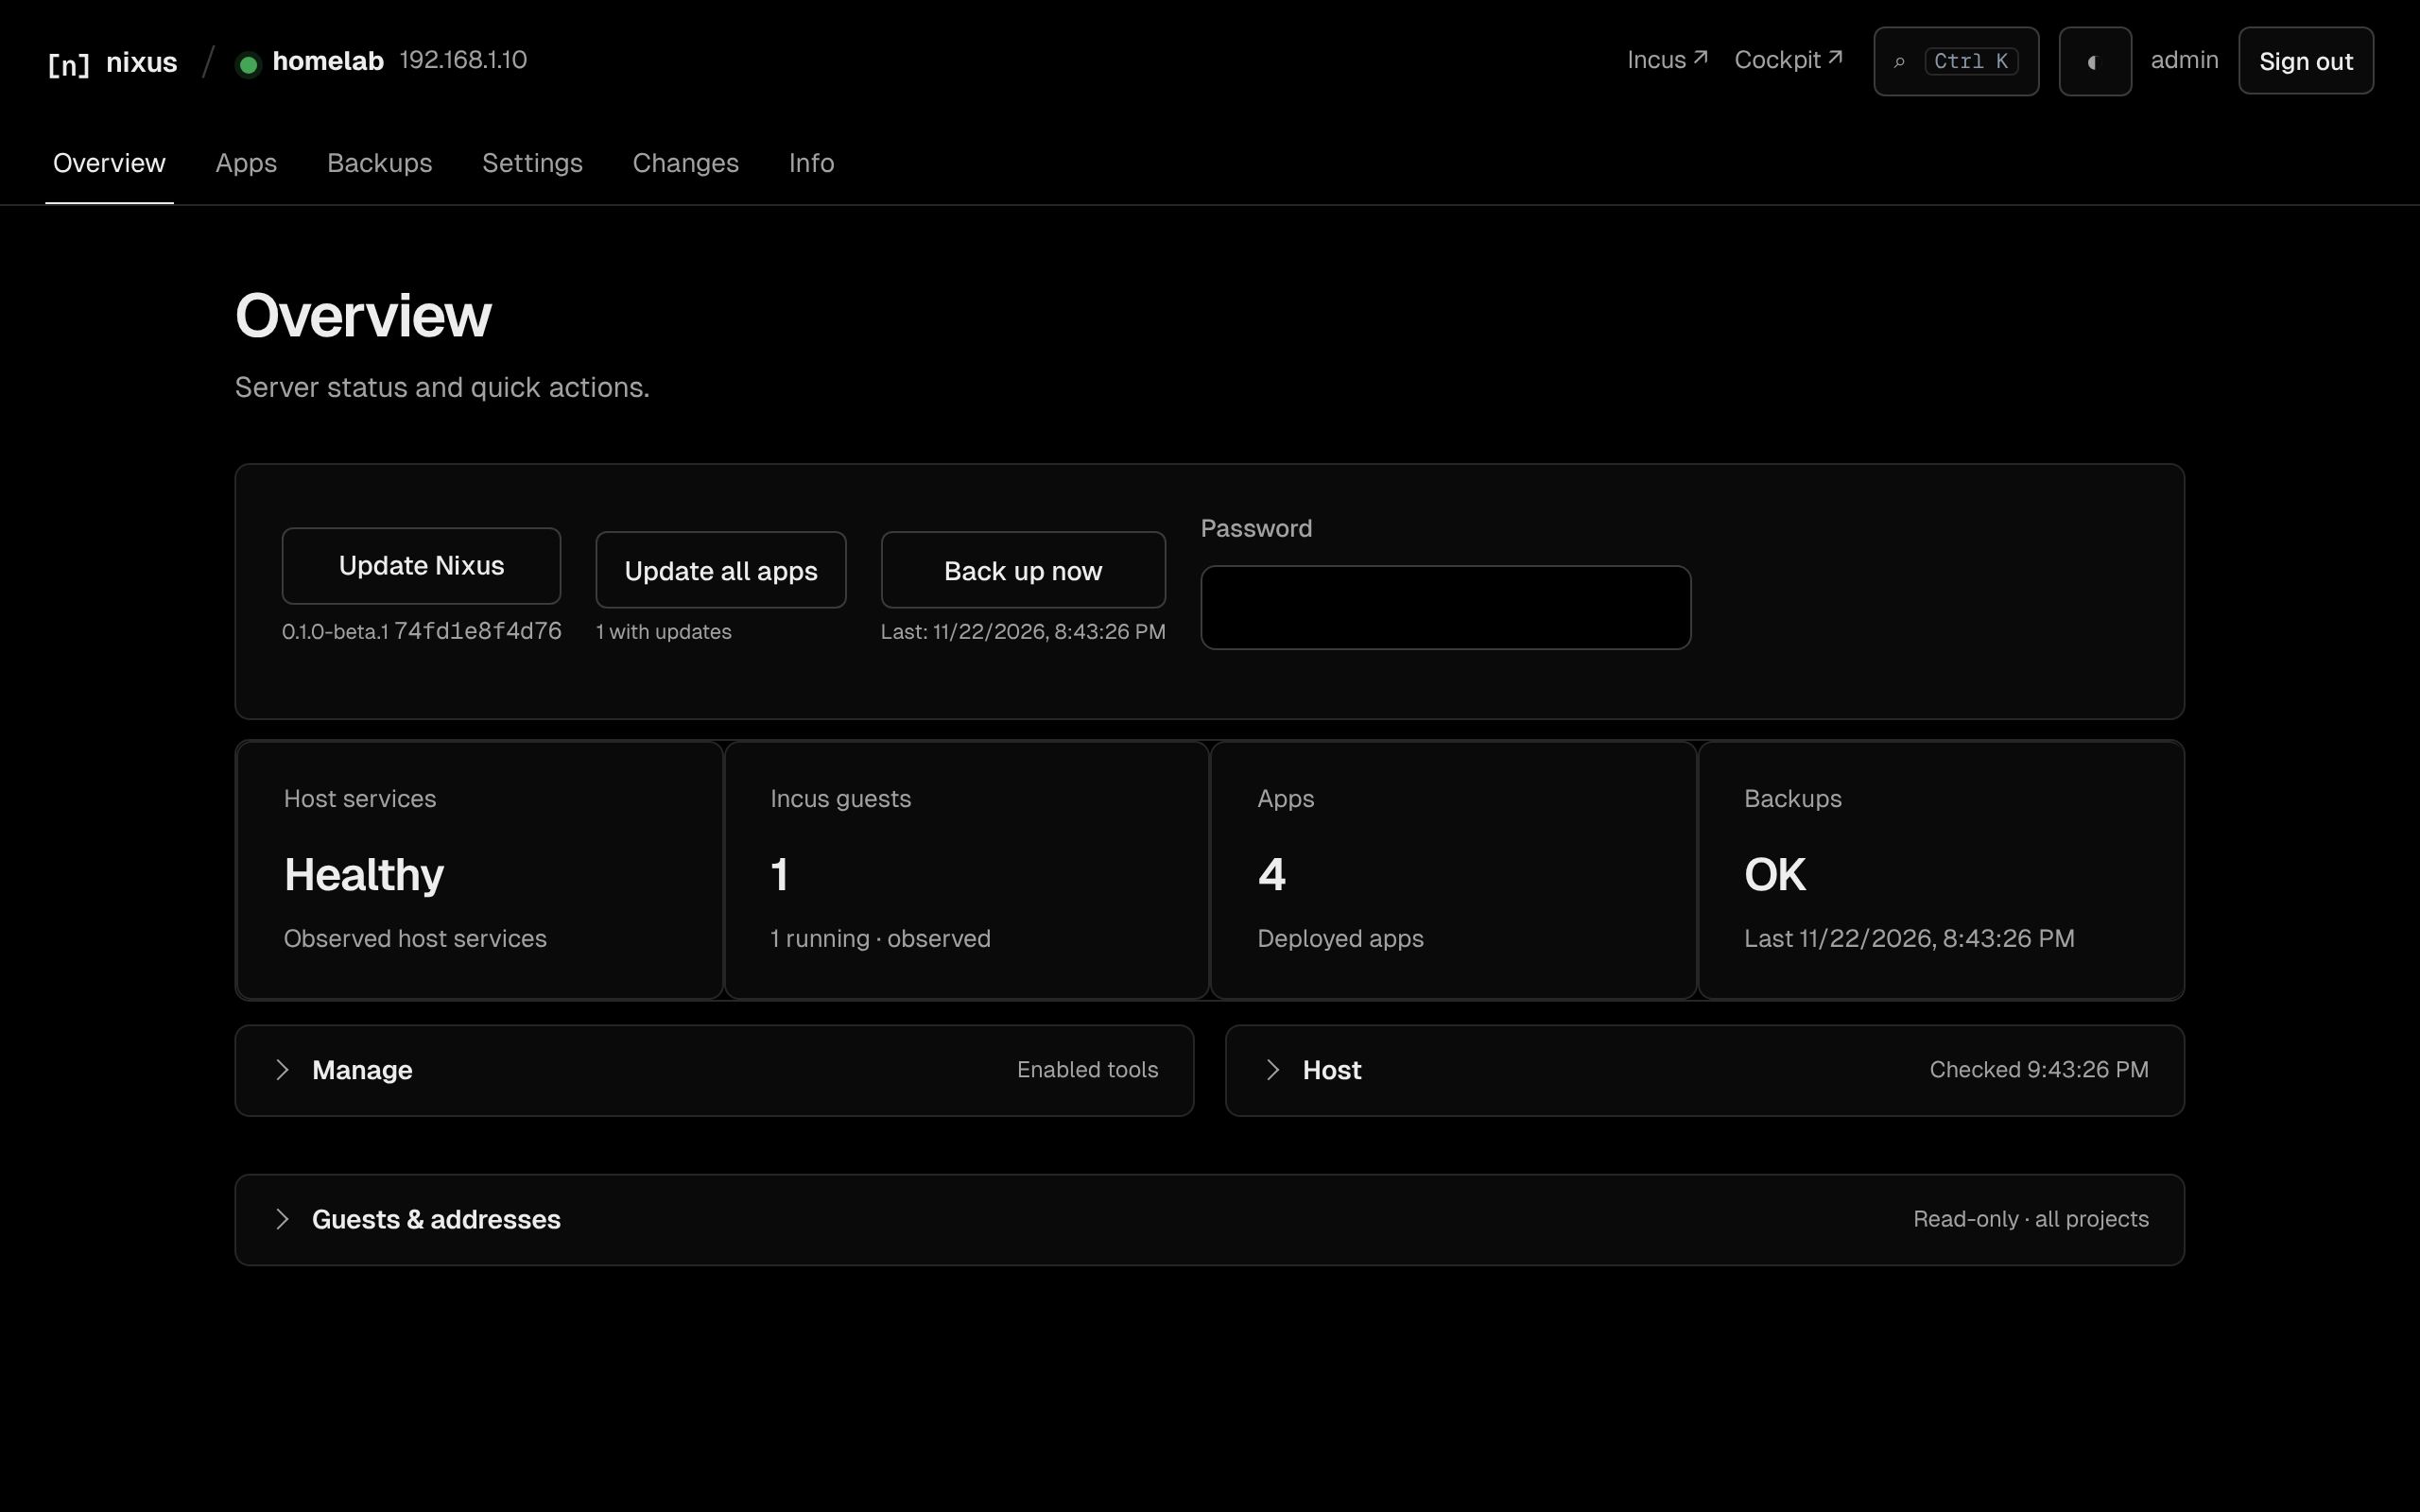 [n] nixus / homelab 192.168.1.10 Incus ↗ Cockpit ↗ Ctrl K admin Sign out
Overview Apps Backups Settings Changes Info
Overview
Server status and quick actions.
Password
Update Nixus Update all apps Back up now
0.1.0-beta.1 74fd1e8f4d76 1 with updates Last: 11/22/2026, 8:43:26 PM
Host services Incus guests Apps Backups
Healthy 1 4 OK
Observed host services 1 running · observed Deployed apps Last 11/22/2026, 8:43:26 PM
Manage Enabled tools Host Checked 9:43:26 PM
Guests & addresses Read-only · all projects